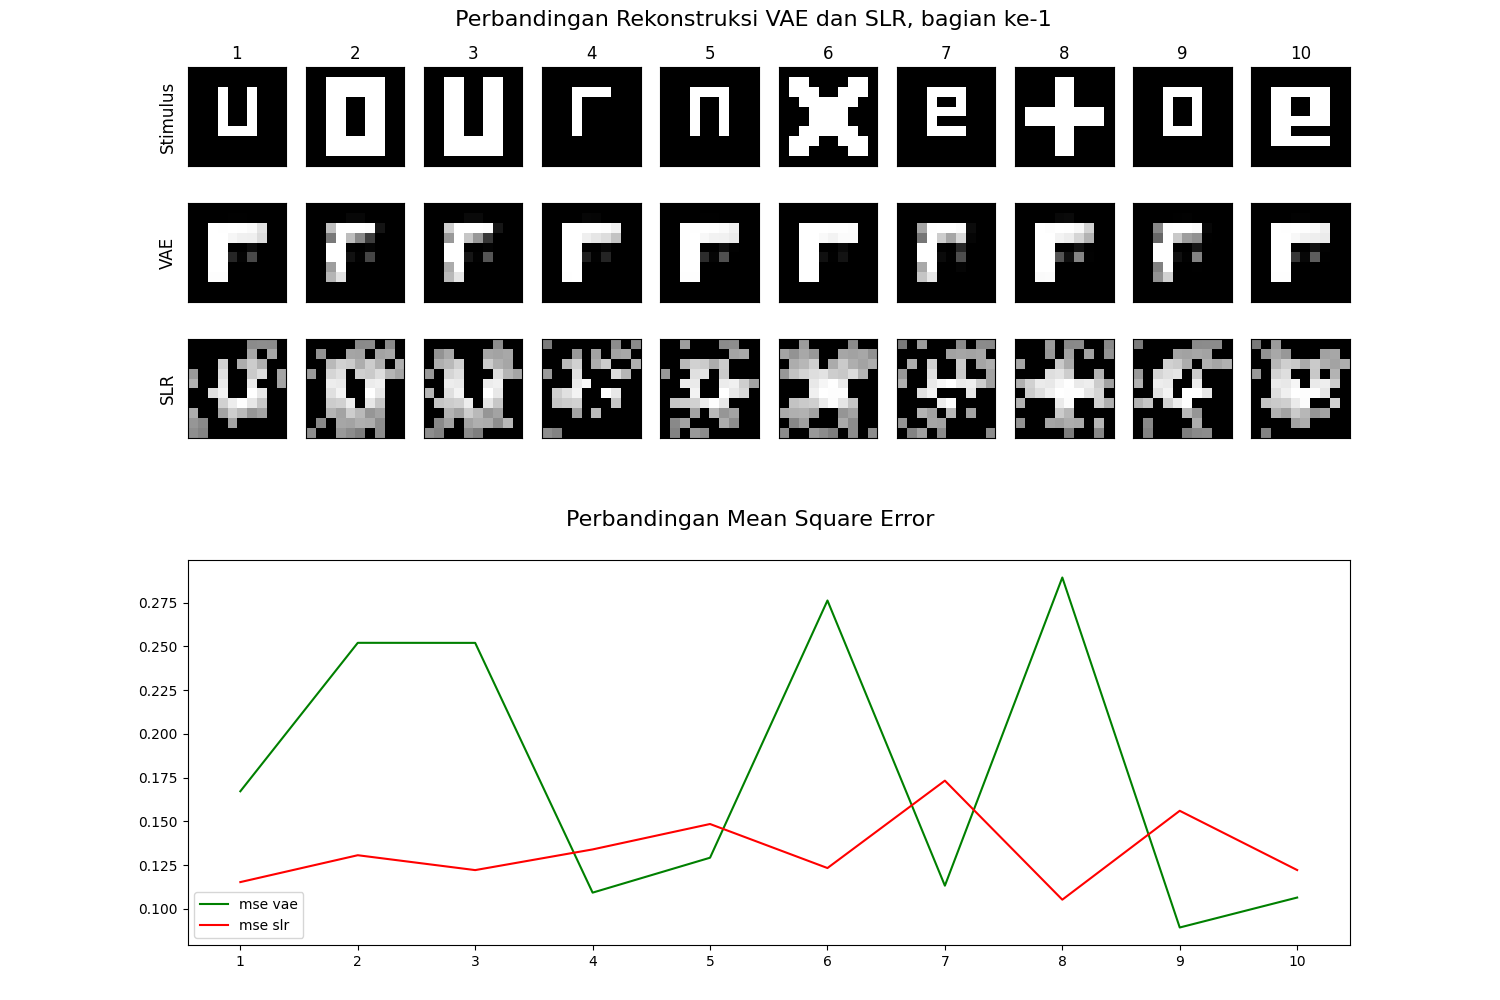 Perbandingan Rekonstruksi VAE dan SLR, bagian ke-1
1 2 3 4 5 6 7 8 9 10
Stimulus
VAE
SLR
Perbandingan Mean Square Error
0.275
0.250
0.225
0.200
0.175
0.150
0.125
0.100
mse vae
mse slr
1 2 3 4 5 6 7 8 9 10